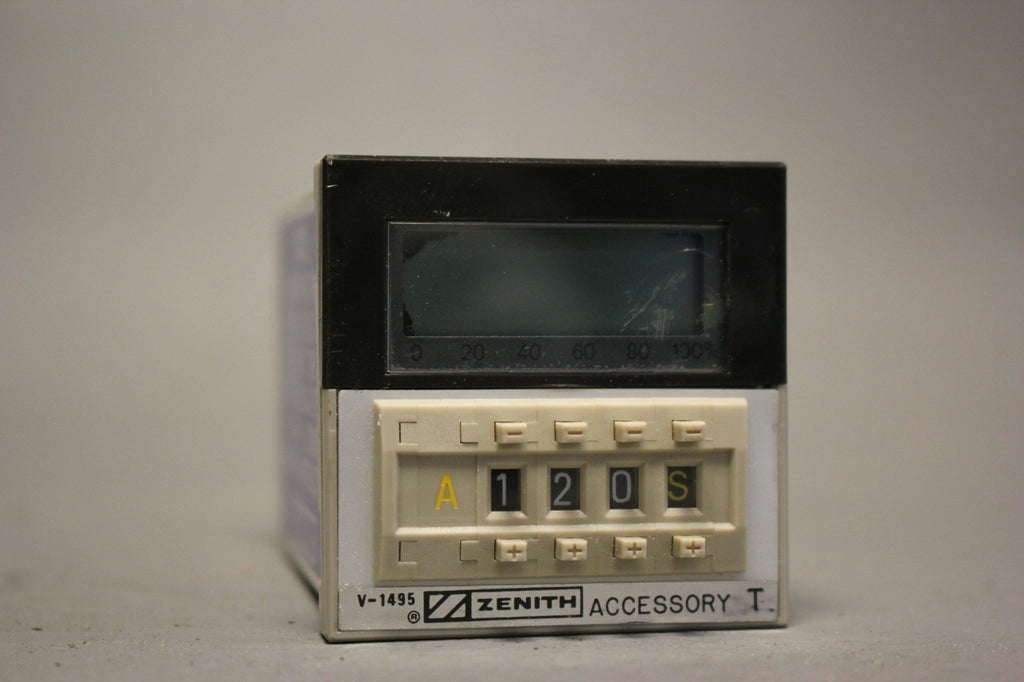 0 20 40 60 80 100%
- - - -
A 1 2 0 S
+ + + +
V-1495 ® ZENITH ACCESSORY T